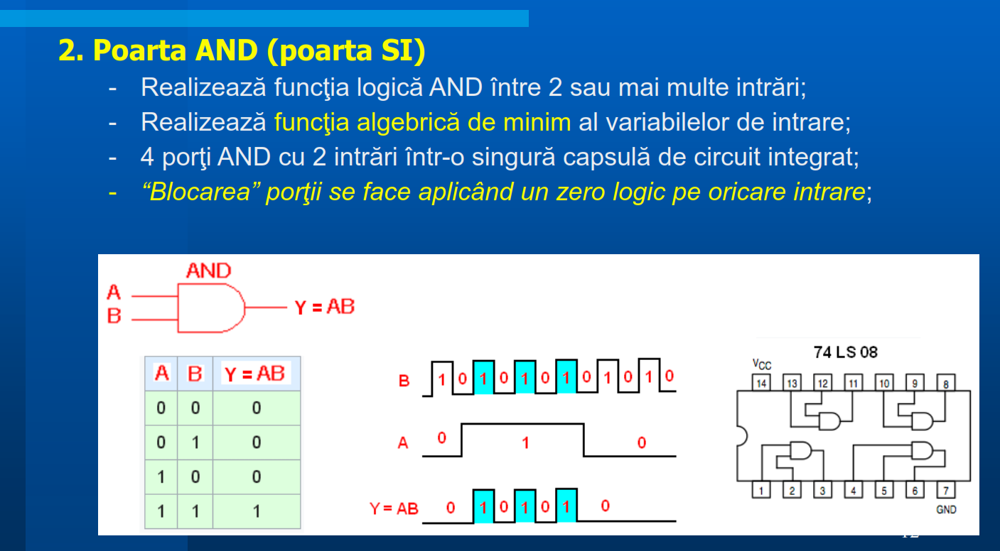 2. Poarta AND (poarta SI)
- Realizează funcţia logică AND între 2 sau mai multe intrări;
- Realizează funcţia algebrică de minim al variabilelor de intrare;
- 4 porţi AND cu 2 intrări într-o singură capsulă de circuit integrat;
- “Blocarea” porţii se face aplicând un zero logic pe oricare intrare;
AND
A
B
Y = AB
A B Y = AB
0 0 0
0 1 0
1 0 0
1 1 1
B 1 0 1 0 1 0 1 0 1 0 1 0
A 0 1 0
Y = AB 0 1 0 1 0 1 0
74 LS 08
VCC
14 13 12 11 10 9 8
1 2 3 4 5 6 7
GND